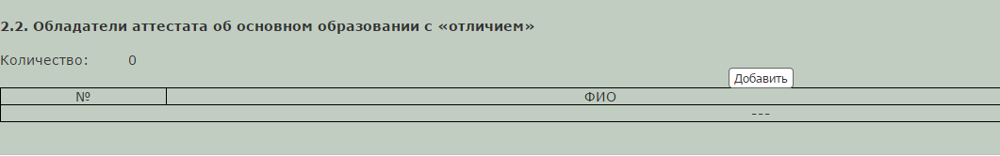 2.2. Обладатели аттестата об основном образовании с «отличием»
Количество: 0
Добавить
№ ФИО
---